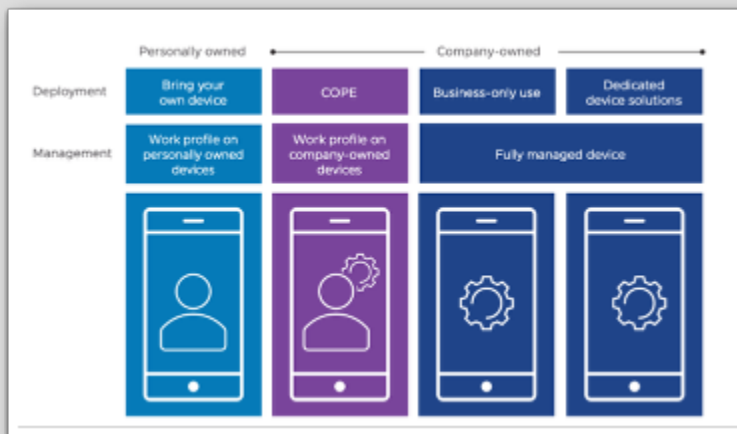 Personally owned
Company-owned
Deployment
Bring your
own device
COPE
Business-only use
Dedicated
device solutions
Management
Work profile on
personally owned
devices
Work profile on
company-owned
devices
Fully managed device